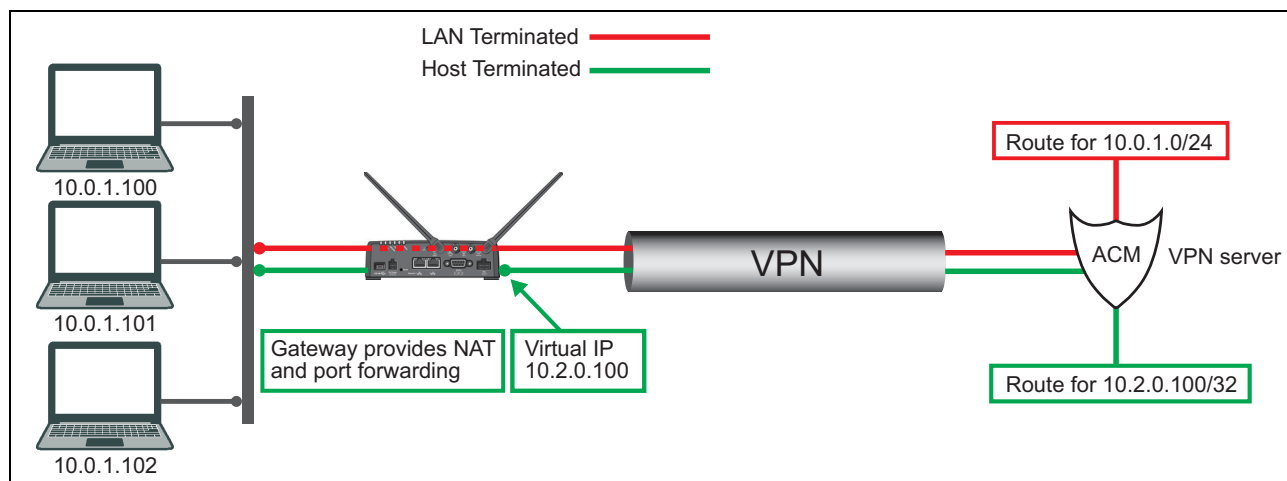 LAN Terminated
Host Terminated
10.0.1.100
10.0.1.101
10.0.1.102
Gateway provides NAT
and port forwarding
Virtual IP
10.2.0.100
VPN
Route for 10.0.1.0/24
ACM
VPN server
Route for 10.2.0.100/32